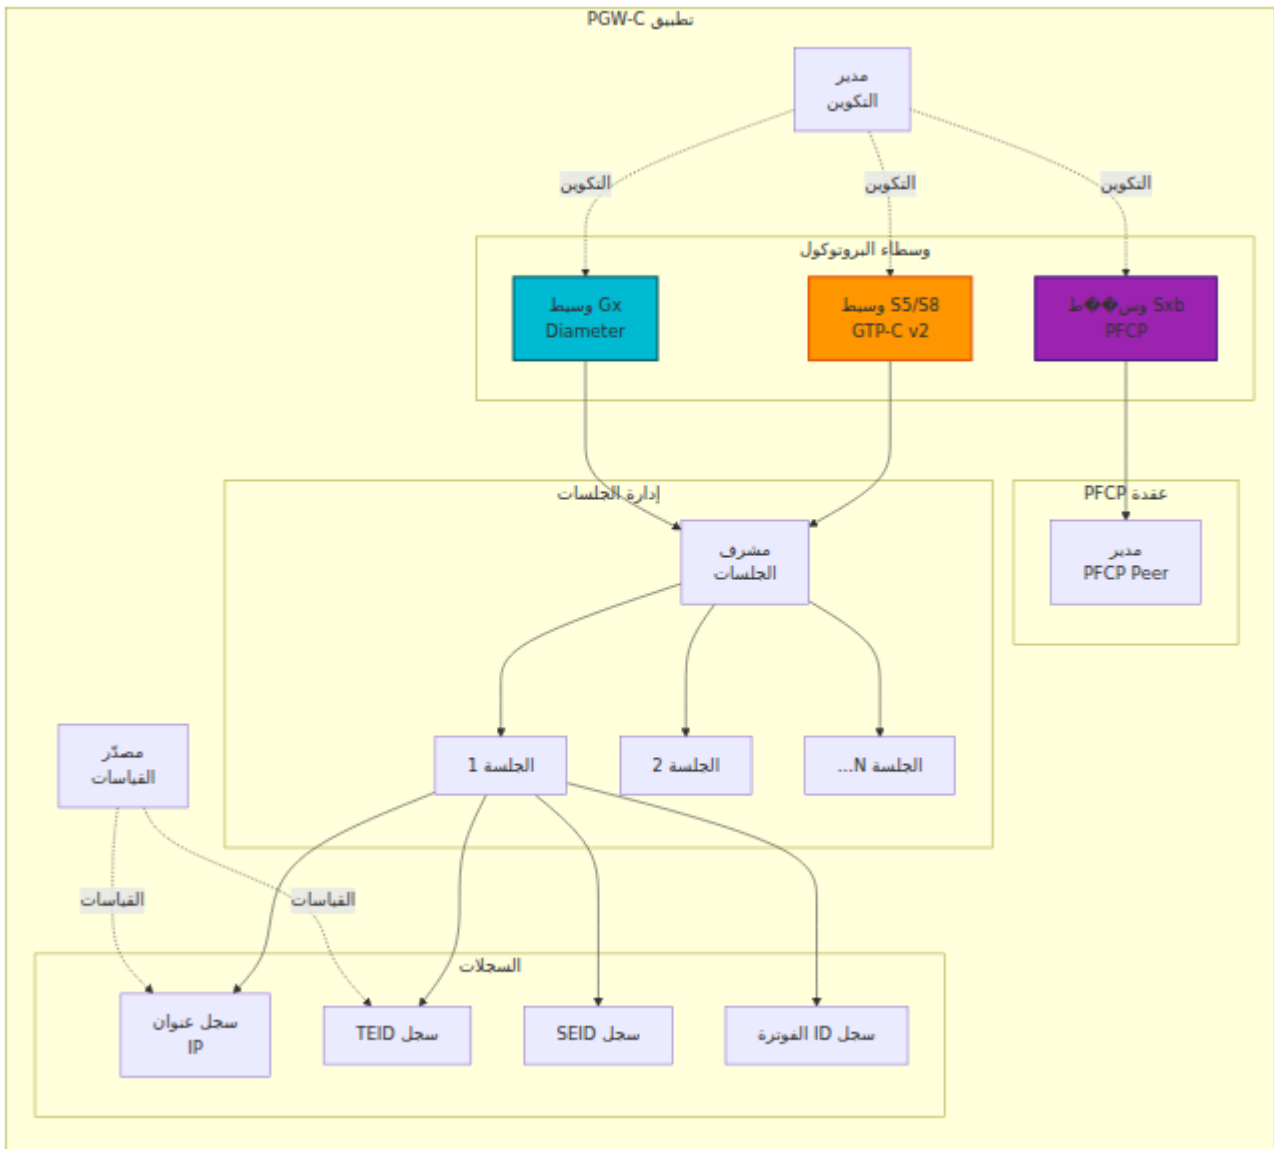 تطبيق PGW-C
مدير
التكوين
التكوين
التكوين
التكوين
وسطاء البروتوكول
وسيط Gx
Diameter
وسيط S5/S8
GTP-C v2
وس��ط Sxb
PFCP
إدارة الجلسات
عقدة PFCP
مشرف
الجلسات
مدير
PFCP Peer
مصدّر
القياسات
الجلسة 1
الجلسة 2
الجلسة N...
القياسات
القياسات
السجلات
سجل عنوان
IP
سجل TEID
سجل SEID
سجل ID الفوترة